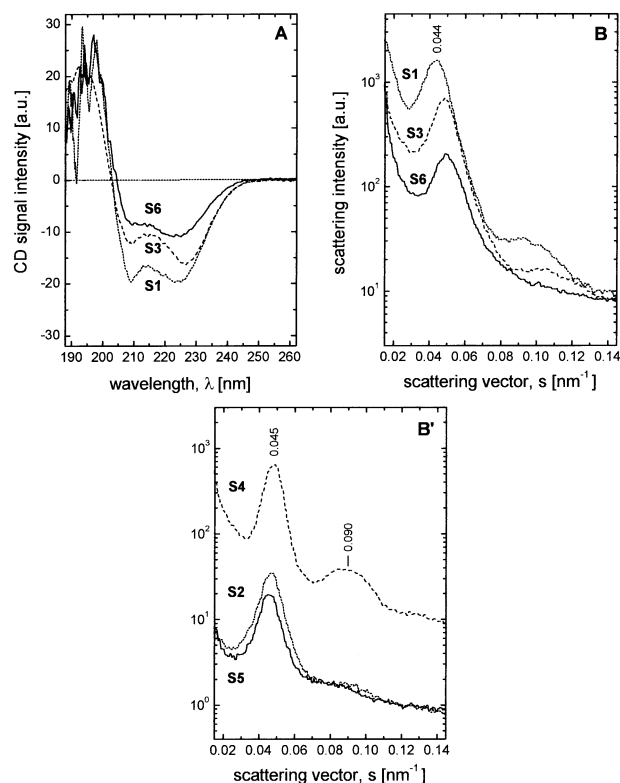 A
CD signal intensity [a.u.]
30
20
10
0
-10
-20
-30
S6
S3
S1
190 200 210 220 230 240 250 260
wavelength, λ [nm]
B
scattering intensity [a.u.]
10³
10²
10¹
0.044
S1
S3
S6
0.02 0.04 0.06 0.08 0.10 0.12 0.14
scattering vector, s [nm⁻¹]
B'
scattering intensity [a.u.]
10³
10²
10¹
10⁰
0.045
0.090
S4
S2
S5
0.02 0.04 0.06 0.08 0.10 0.12 0.14
scattering vector, s [nm⁻¹]